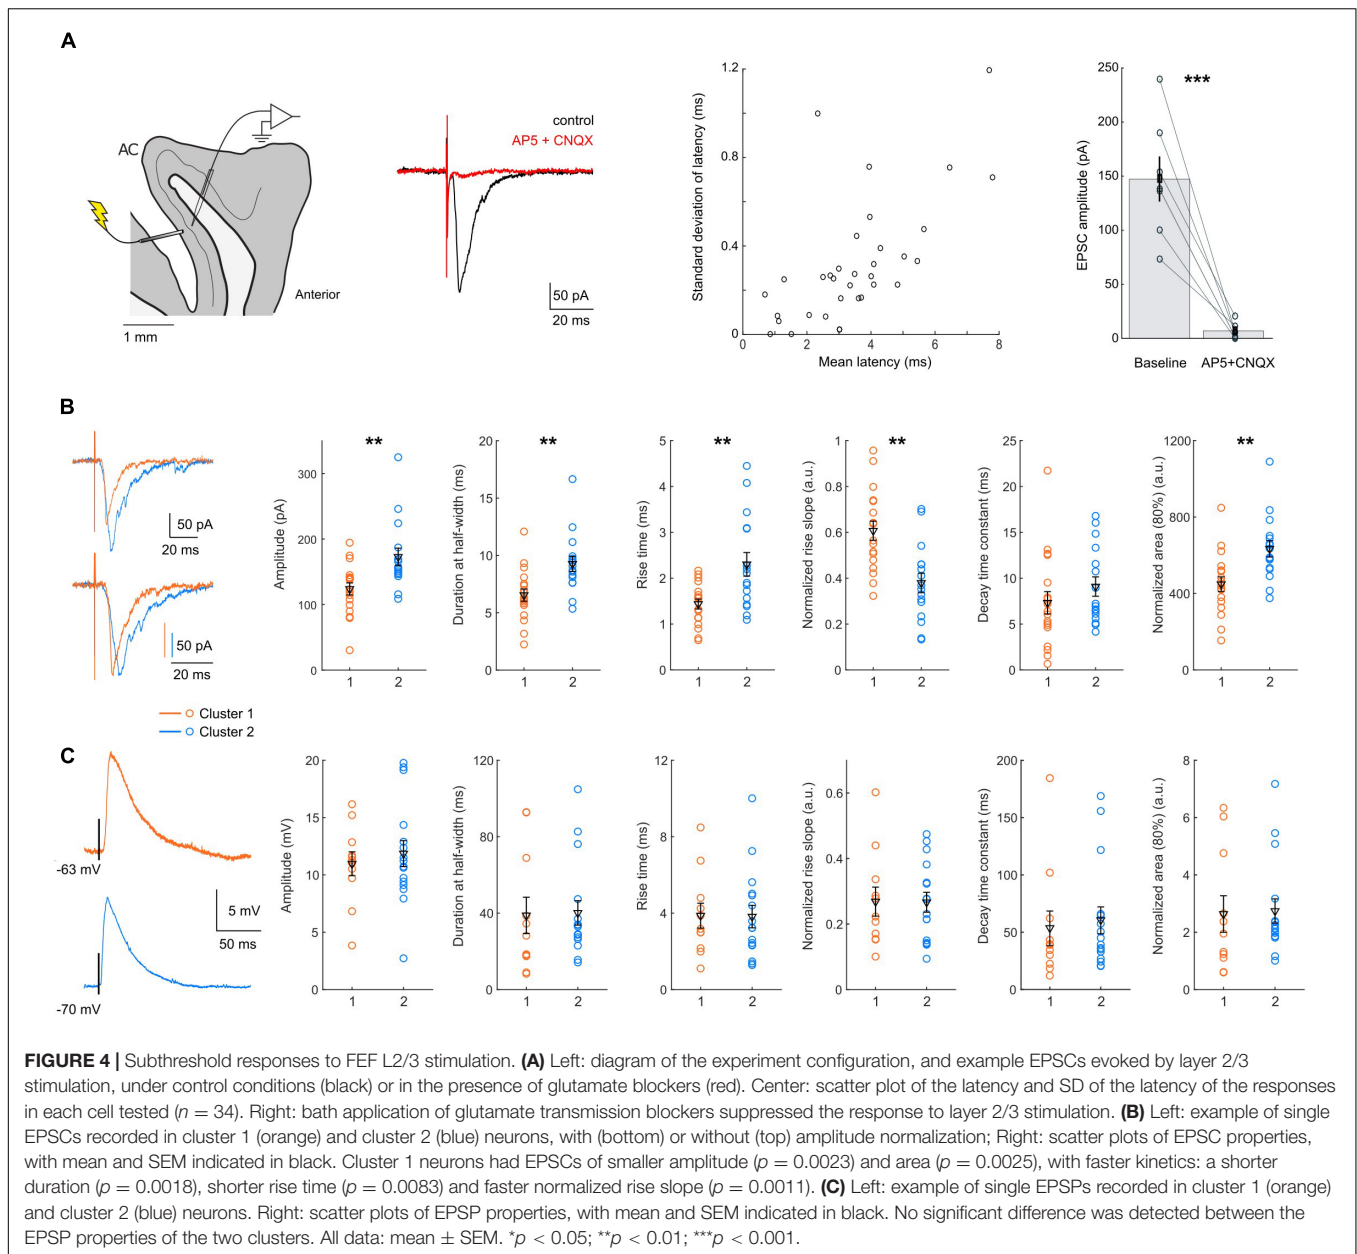 A
AC
Anterior
1 mm
control
AP5 + CNQX
50 pA
20 ms
Standard deviation of latency (ms)
1.2
0.8
0.4
0
0 2 4 6 8
Mean latency (ms)
EPSC amplitude (pA)
250
200
150
100
50
0
***
Baseline AP5+CNQX
B
50 pA
20 ms
50 pA
20 ms
Cluster 1
Cluster 2
Amplitude (pA)
300
200
100
0
**
1 2
Duration at half-width (ms)
20
15
10
5
0
**
1 2
Rise time (ms)
5
4
3
2
1
0
**
1 2
Normalized rise slope (a.u.)
1
0.8
0.6
0.4
0.2
0
**
1 2
Decay time constant (ms)
25
20
15
10
5
0
1 2
Normalized area (80%) (a.u.)
1200
800
400
0
**
1 2
C
-63 mV
5 mV
50 ms
-70 mV
Amplitude (mV)
20
15
10
5
0
1 2
Duration at half-width (ms)
120
80
40
0
1 2
Rise time (ms)
12
8
4
0
1 2
Normalized rise slope (a.u.)
0.6
0.4
0.2
0
1 2
Decay time constant (ms)
200
150
100
50
0
1 2
Normalized area (80%) (a.u.)
8
6
4
2
0
1 2
FIGURE 4 | Subthreshold responses to FEF L2/3 stimulation. (A) Left: diagram of the experiment configuration, and example EPSCs evoked by layer 2/3
stimulation, under control conditions (black) or in the presence of glutamate blockers (red). Center: scatter plot of the latency and SD of the latency of the responses
in each cell tested (n = 34). Right: bath application of glutamate transmission blockers suppressed the response to layer 2/3 stimulation. (B) Left: example of single
EPSCs recorded in cluster 1 (orange) and cluster 2 (blue) neurons, with (bottom) or without (top) amplitude normalization; Right: scatter plots of EPSC properties,
with mean and SEM indicated in black. Cluster 1 neurons had EPSCs of smaller amplitude (p = 0.0023) and area (p = 0.0025), with faster kinetics: a shorter
duration (p = 0.0018), shorter rise time (p = 0.0083) and faster normalized rise slope (p = 0.0011). (C) Left: example of single EPSPs recorded in cluster 1 (orange)
and cluster 2 (blue) neurons. Right: scatter plots of EPSP properties, with mean and SEM indicated in black. No significant difference was detected between the
EPSP properties of the two clusters. All data: mean ± SEM. *p < 0.05; **p < 0.01; ***p < 0.001.